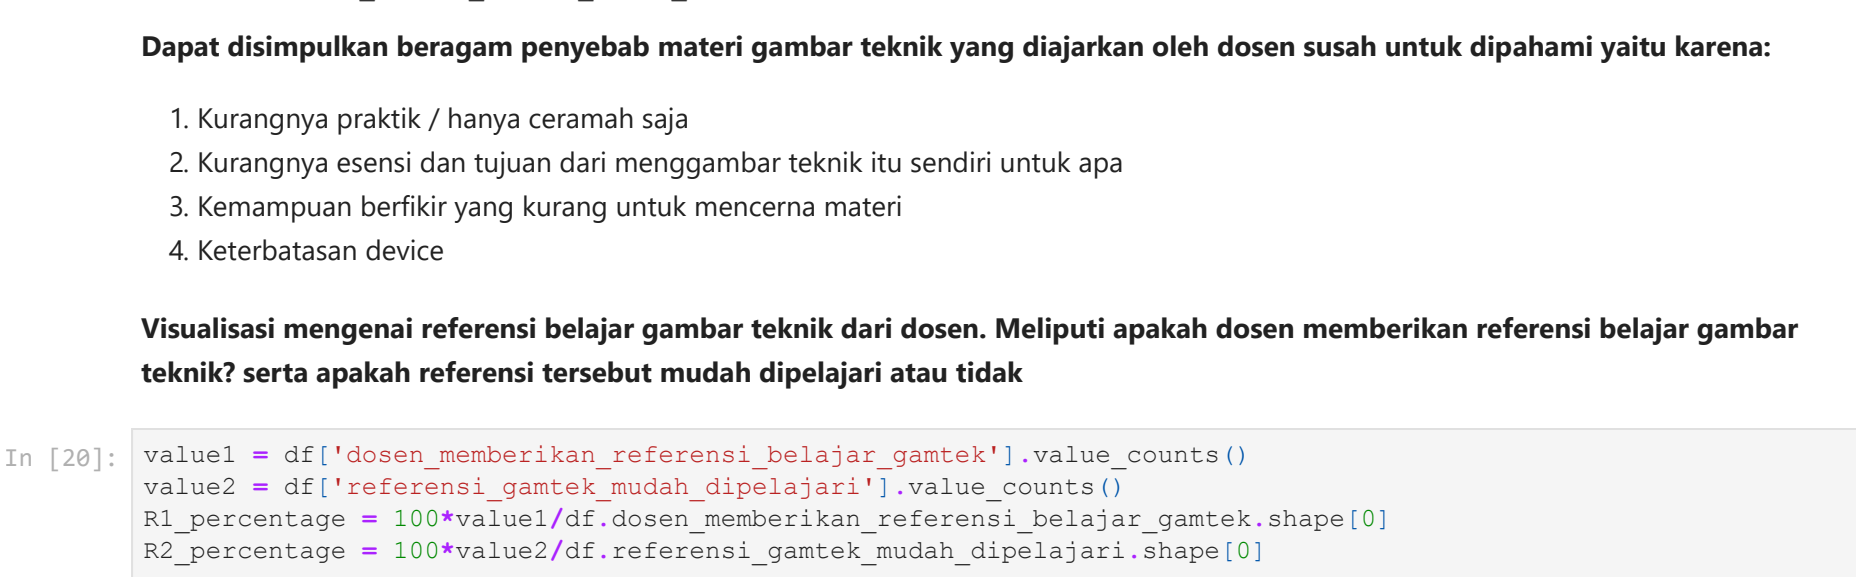 Dapat disimpulkan beragam penyebab materi gambar teknik yang diajarkan oleh dosen susah untuk dipahami yaitu karena:
1. Kurangnya praktik / hanya ceramah saja
2. Kurangnya esensi dan tujuan dari menggambar teknik itu sendiri untuk apa
3. Kemampuan berfikir yang kurang untuk mencerna materi
4. Keterbatasan device
Visualisasi mengenai referensi belajar gambar teknik dari dosen. Meliputi apakah dosen memberikan referensi belajar gambar
teknik? serta apakah referensi tersebut mudah dipelajari atau tidak
In [20]: value1 = df['dosen_memberikan_referensi_belajar_gamtek'].value_counts()
value2 = df['referensi_gamtek_mudah_dipelajari'].value_counts()
R1_percentage = 100*value1/df.dosen_memberikan_referensi_belajar_gamtek.shape[0]
R2_percentage = 100*value2/df.referensi_gamtek_mudah_dipelajari.shape[0]